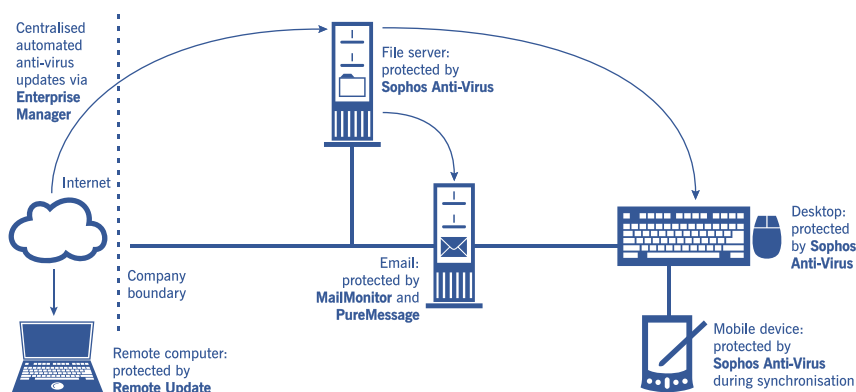 Centralised
automated
anti-virus
updates via
Enterprise
Manager
File server:
protected by
Sophos Anti-Virus
Internet
Company
boundary
Email:
protected by
MailMonitor and
PureMessage
Desktop:
protected
by Sophos
Anti-Virus
Remote computer:
protected by
Remote Update
Mobile device:
protected by
Sophos Anti-Virus
during synchronisation